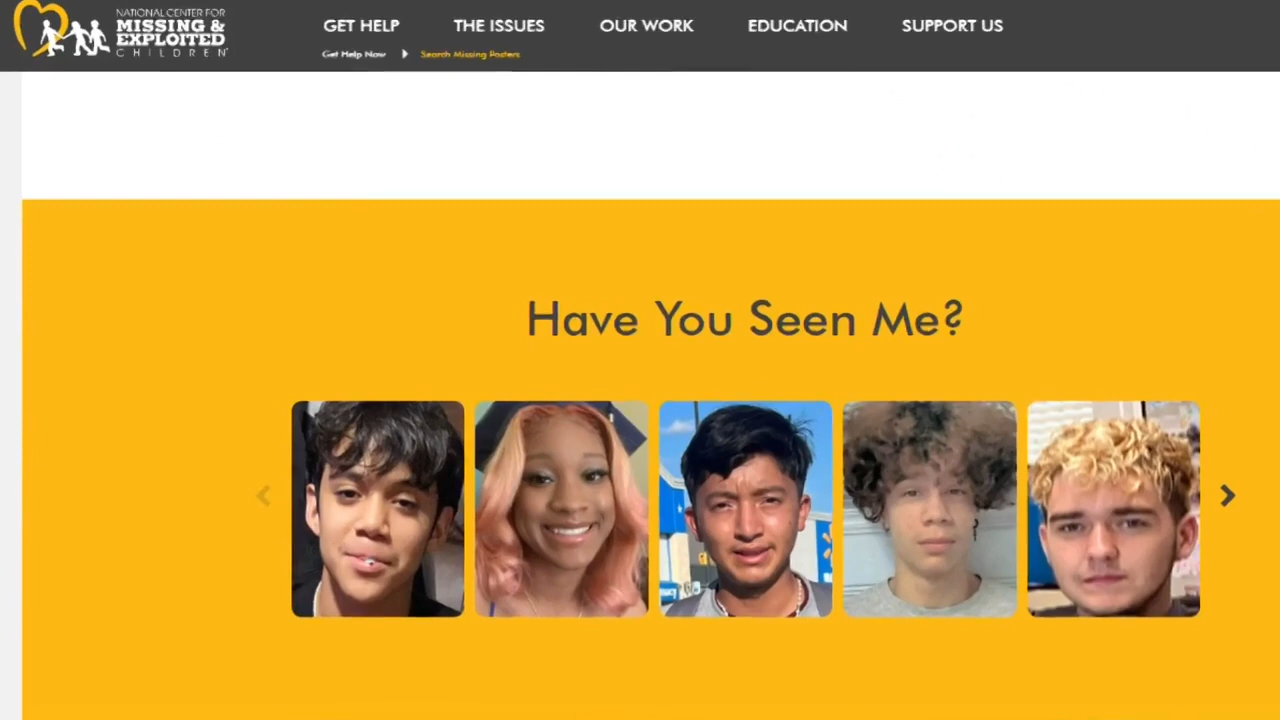 NATIONAL CENTER FOR
MISSING &
EXPLOITED
CHILDREN
GET HELP
THE ISSUES
OUR WORK
EDUCATION
SUPPORT US
Get Help Now
Search Missing Posters
Have You Seen Me?